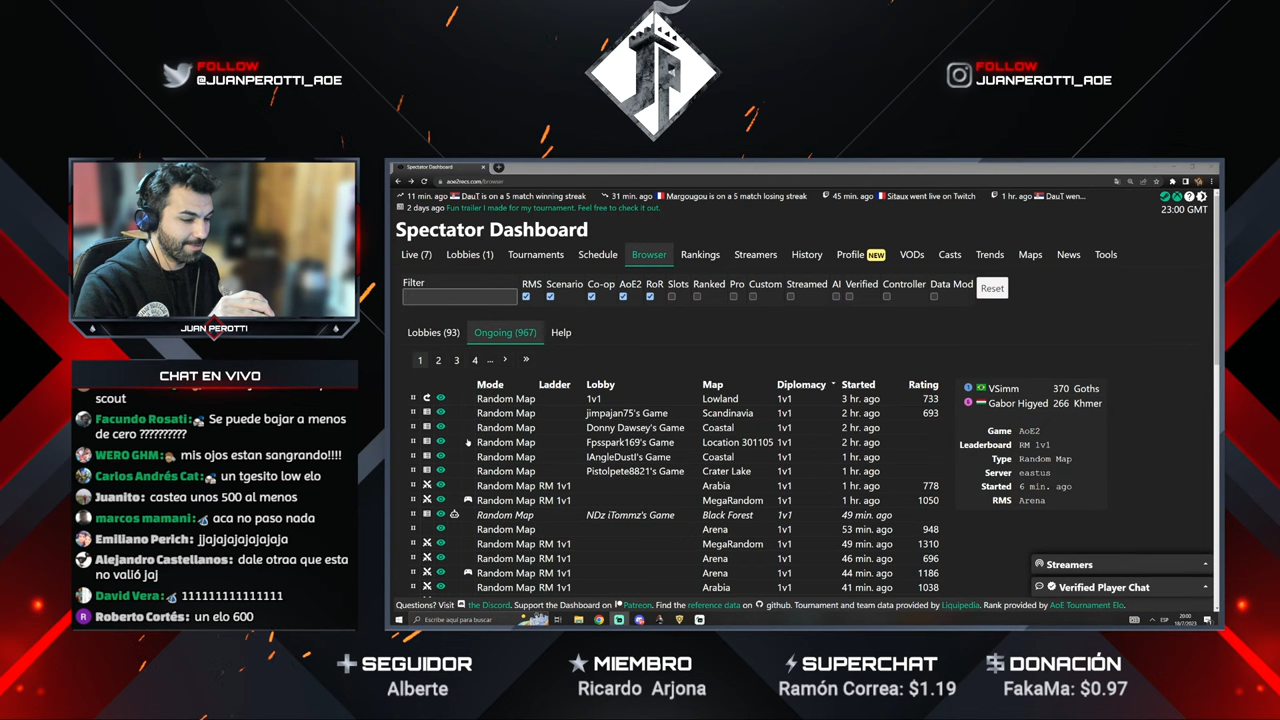 FOLLOW
@JUANPEROTTI_AOE
JP
FOLLOW
JUANPEROTTI_AOE
JUAN PEROTTI
CHAT EN VIVO
scout
Facundo Rosati: Se puede bajar a menos
de cero ??????????
WERO GHM: mis ojos estan sangrando!!!!
Carlos Andrés Cat: un tgesito low elo
Juanito: castea unos 500 al menos
marcos mamani: aca no paso nada
Emiliano Perich: jjajajajajajaja
Alejandro Castellanos: dale otraa que esta
no valió jaj
David Vera: 111111111111111
Roberto Cortés: un elo 600
Spectator Dashboard
aoe2recs.com/browser
11 min. ago DauT is on a 5 match winning streak
31 min. ago Margougou is on a 5 match losing streak
45 min. ago Sitaux went live on Twitch
1 hr. ago DauT wen...
2 days ago Fun trailer I made for my tournament. Feel free to check it out.
23:00 GMT
Spectator Dashboard
Live (7) Lobbies (1) Tournaments Schedule Browser Rankings Streamers History Profile NEW VODs Casts Trends Maps News Tools
Filter RMS Scenario Co-op AoE2 RoR Slots Ranked Pro Custom Streamed AI Verified Controller Data Mod Reset
Lobbies (93) Ongoing (967) Help
1 2 3 4 ... › »
Mode Ladder Lobby Map Diplomacy Started Rating
Random Map 1v1 Lowland 1v1 3 hr. ago 733
Random Map jimpajan75's Game Scandinavia 1v1 2 hr. ago 693
Random Map Donny Dawsey's Game Coastal 1v1 2 hr. ago
Random Map Fpsspark169's Game Location 301105 1v1 2 hr. ago
Random Map IAngleDustI's Game Coastal 1v1 1 hr. ago
Random Map Pistolpete8821's Game Crater Lake 1v1 1 hr. ago
Random Map RM 1v1 Arabia 1v1 1 hr. ago 778
Random Map RM 1v1 MegaRandom 1v1 1 hr. ago 1050
Random Map NDz iTommz's Game Black Forest 1v1 49 min. ago
Random Map Arena 1v1 53 min. ago 948
Random Map RM 1v1 MegaRandom 1v1 49 min. ago 1310
Random Map RM 1v1 Arena 1v1 46 min. ago 696
Random Map RM 1v1 Arena 1v1 44 min. ago 1186
Random Map RM 1v1 Arabia 1v1 41 min. ago 1038
1 VSimm 370 Goths
Gabor Higyed 266 Khmer
Game AoE2
Leaderboard RM 1v1
Type Random Map
Server eastus
Started 6 min. ago
RMS Arena
Streamers
Verified Player Chat
Questions? Visit the Discord. Support the Dashboard on Patreon. Find the reference data on github. Tournament and team data provided by Liquipedia. Rank provided by AoE Tournament Elo.
Escribe aquí para buscar
ESP
20:00
18/7/2023
SEGUIDOR
Alberte
MIEMBRO
Ricardo Arjona
SUPERCHAT
Ramón Correa: $1.19
DONACIÓN
FakaMa: $0.97